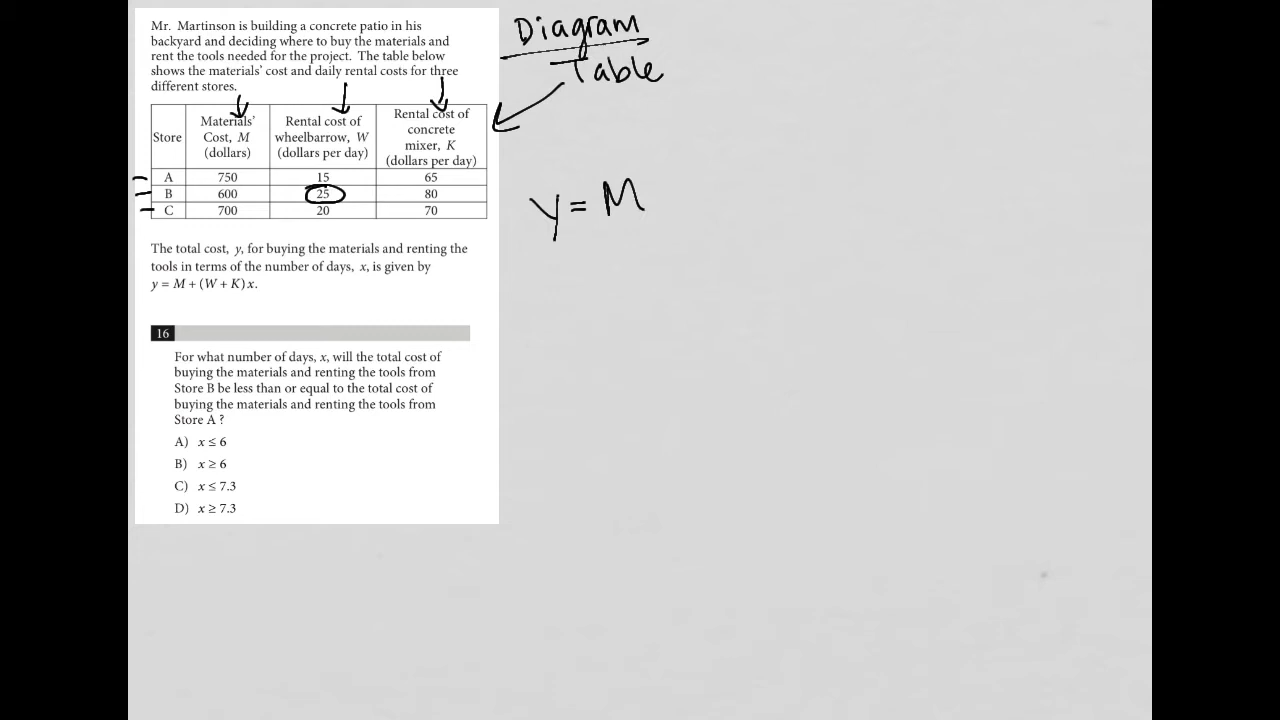 Mr. Martinson is building a concrete patio in his
backyard and deciding where to buy the materials and
rent the tools needed for the project. The table below
shows the materials' cost and daily rental costs for three
different stores.
Store
Materials'
Cost, M
(dollars)
Rental cost of
wheelbarrow, W
(dollars per day)
Rental cost of
concrete
mixer, K
(dollars per day)
A 750 15 65
B 600 25 80
C 700 20 70
The total cost, y, for buying the materials and renting the
tools in terms of the number of days, x, is given by
y = M + (W + K)x.
16
For what number of days, x, will the total cost of
buying the materials and renting the tools from
Store B be less than or equal to the total cost of
buying the materials and renting the tools from
Store A ?
A) x ≤ 6
B) x ≥ 6
C) x ≤ 7.3
D) x ≥ 7.3
Diagram
Table
y = M